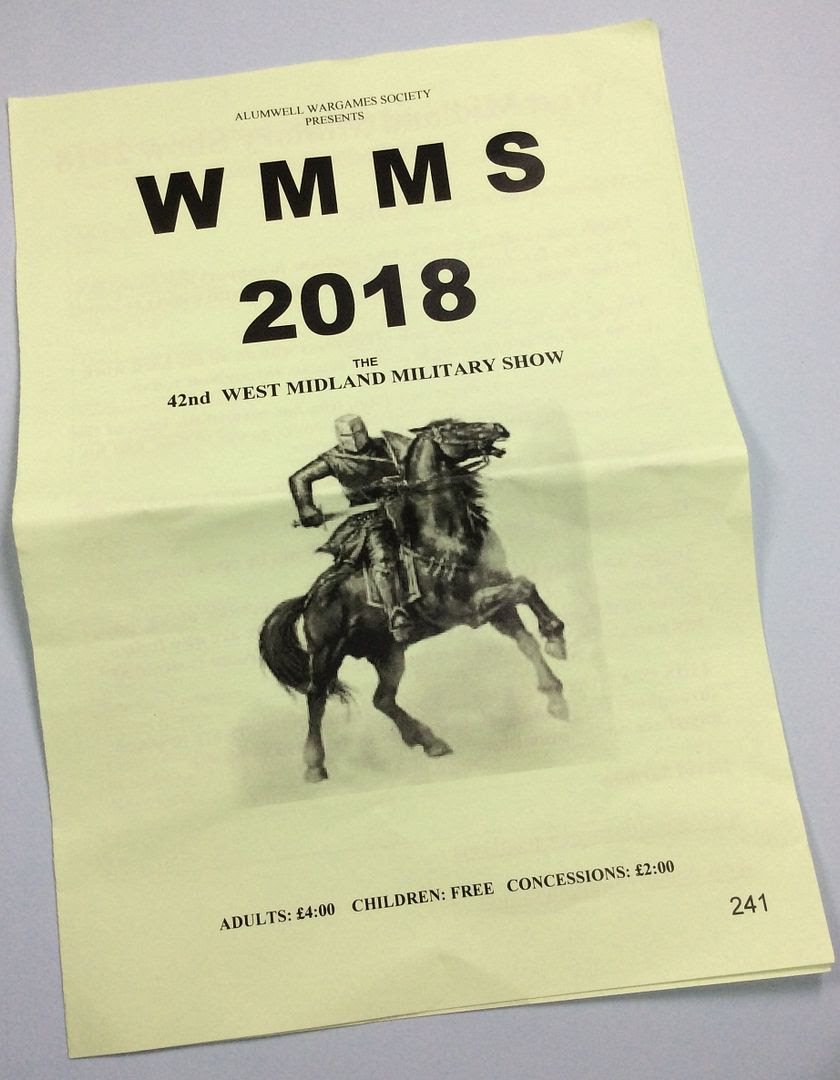 ALUMWELL WARGAMES SOCIETY
PRESENTS
W M M S
2018
THE
42nd WEST MIDLAND MILITARY SHOW
ADULTS: £4:00 CHILDREN: FREE CONCESSIONS: £2:00
241